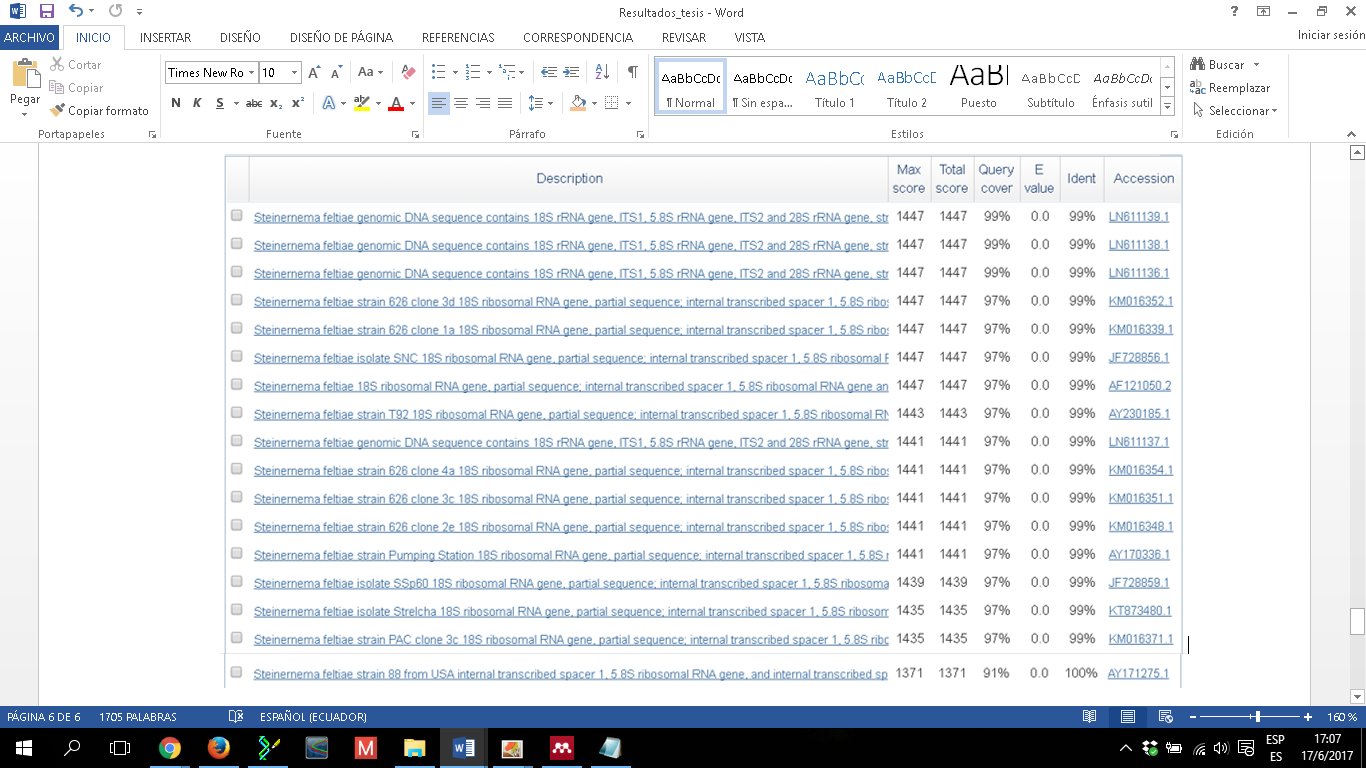 Resultados_tesis - Word
ARCHIVO INICIO INSERTAR DISEÑO DISEÑO DE PÁGINA REFERENCIAS CORRESPONDENCIA REVISAR VISTA Iniciar sesión
Pegar
Cortar
Copiar
Copiar formato
Portapapeles
Times New Ro 10
N K S abc x₂ x²
Fuente
Párrafo
AaBbCcDc AaBbCcDc AaBbCc AaBbCcD AaB AaBbCcD AaBbCcDc
¶ Normal ¶ Sin espa... Título 1 Título 2 Puesto Subtítulo Énfasis sutil
Estilos
Buscar
Reemplazar
Seleccionar
Edición
Description Max score Total score Query cover E value Ident Accession
Steinernema feltiae genomic DNA sequence contains 18S rRNA gene, ITS1, 5.8S rRNA gene, ITS2 and 28S rRNA gene, str 1447 1447 99% 0.0 99% LN611139.1
Steinernema feltiae genomic DNA sequence contains 18S rRNA gene, ITS1, 5.8S rRNA gene, ITS2 and 28S rRNA gene, str 1447 1447 99% 0.0 99% LN611138.1
Steinernema feltiae genomic DNA sequence contains 18S rRNA gene, ITS1, 5.8S rRNA gene, ITS2 and 28S rRNA gene, str 1447 1447 99% 0.0 99% LN611136.1
Steinernema feltiae strain 626 clone 3d 18S ribosomal RNA gene, partial sequence; internal transcribed spacer 1, 5.8S ribos 1447 1447 97% 0.0 99% KM016352.1
Steinernema feltiae strain 626 clone 1a 18S ribosomal RNA gene, partial sequence; internal transcribed spacer 1, 5.8S ribos 1447 1447 97% 0.0 99% KM016339.1
Steinernema feltiae isolate SNC 18S ribosomal RNA gene, partial sequence; internal transcribed spacer 1, 5.8S ribosomal F 1447 1447 97% 0.0 99% JF728856.1
Steinernema feltiae 18S ribosomal RNA gene, partial sequence; internal transcribed spacer 1, 5.8S ribosomal RNA gene an 1447 1447 97% 0.0 99% AF121050.2
Steinernema feltiae strain T92 18S ribosomal RNA gene, partial sequence; internal transcribed spacer 1, 5.8S ribosomal RN 1443 1443 97% 0.0 99% AY230185.1
Steinernema feltiae genomic DNA sequence contains 18S rRNA gene, ITS1, 5.8S rRNA gene, ITS2 and 28S rRNA gene, str 1441 1441 97% 0.0 99% LN611137.1
Steinernema feltiae strain 626 clone 4a 18S ribosomal RNA gene, partial sequence; internal transcribed spacer 1, 5.8S ribos 1441 1441 97% 0.0 99% KM016354.1
Steinernema feltiae strain 626 clone 3c 18S ribosomal RNA gene, partial sequence; internal transcribed spacer 1, 5.8S ribos 1441 1441 97% 0.0 99% KM016351.1
Steinernema feltiae strain 626 clone 2e 18S ribosomal RNA gene, partial sequence; internal transcribed spacer 1, 5.8S ribos 1441 1441 97% 0.0 99% KM016348.1
Steinernema feltiae strain Pumping Station 18S ribosomal RNA gene, partial sequence; internal transcribed spacer 1, 5.8S r 1441 1441 97% 0.0 99% AY170336.1
Steinernema feltiae isolate SSp60 18S ribosomal RNA gene, partial sequence; internal transcribed spacer 1, 5.8S ribosoma 1439 1439 97% 0.0 99% JF728859.1
Steinernema feltiae isolate Strelcha 18S ribosomal RNA gene, partial sequence; internal transcribed spacer 1, 5.8S ribosom 1435 1435 97% 0.0 99% KT873480.1
Steinernema feltiae strain PAC clone 3c 18S ribosomal RNA gene, partial sequence; internal transcribed spacer 1, 5.8S ribo 1435 1435 97% 0.0 99% KM016371.1
Steinernema feltiae strain 88 from USA internal transcribed spacer 1, 5.8S ribosomal RNA gene, and internal transcribed sp 1371 1371 91% 0.0 100% AY171275.1
PÁGINA 6 DE 6 1705 PALABRAS ESPAÑOL (ECUADOR) 160 %
ESP
ES
17:07
17/6/2017